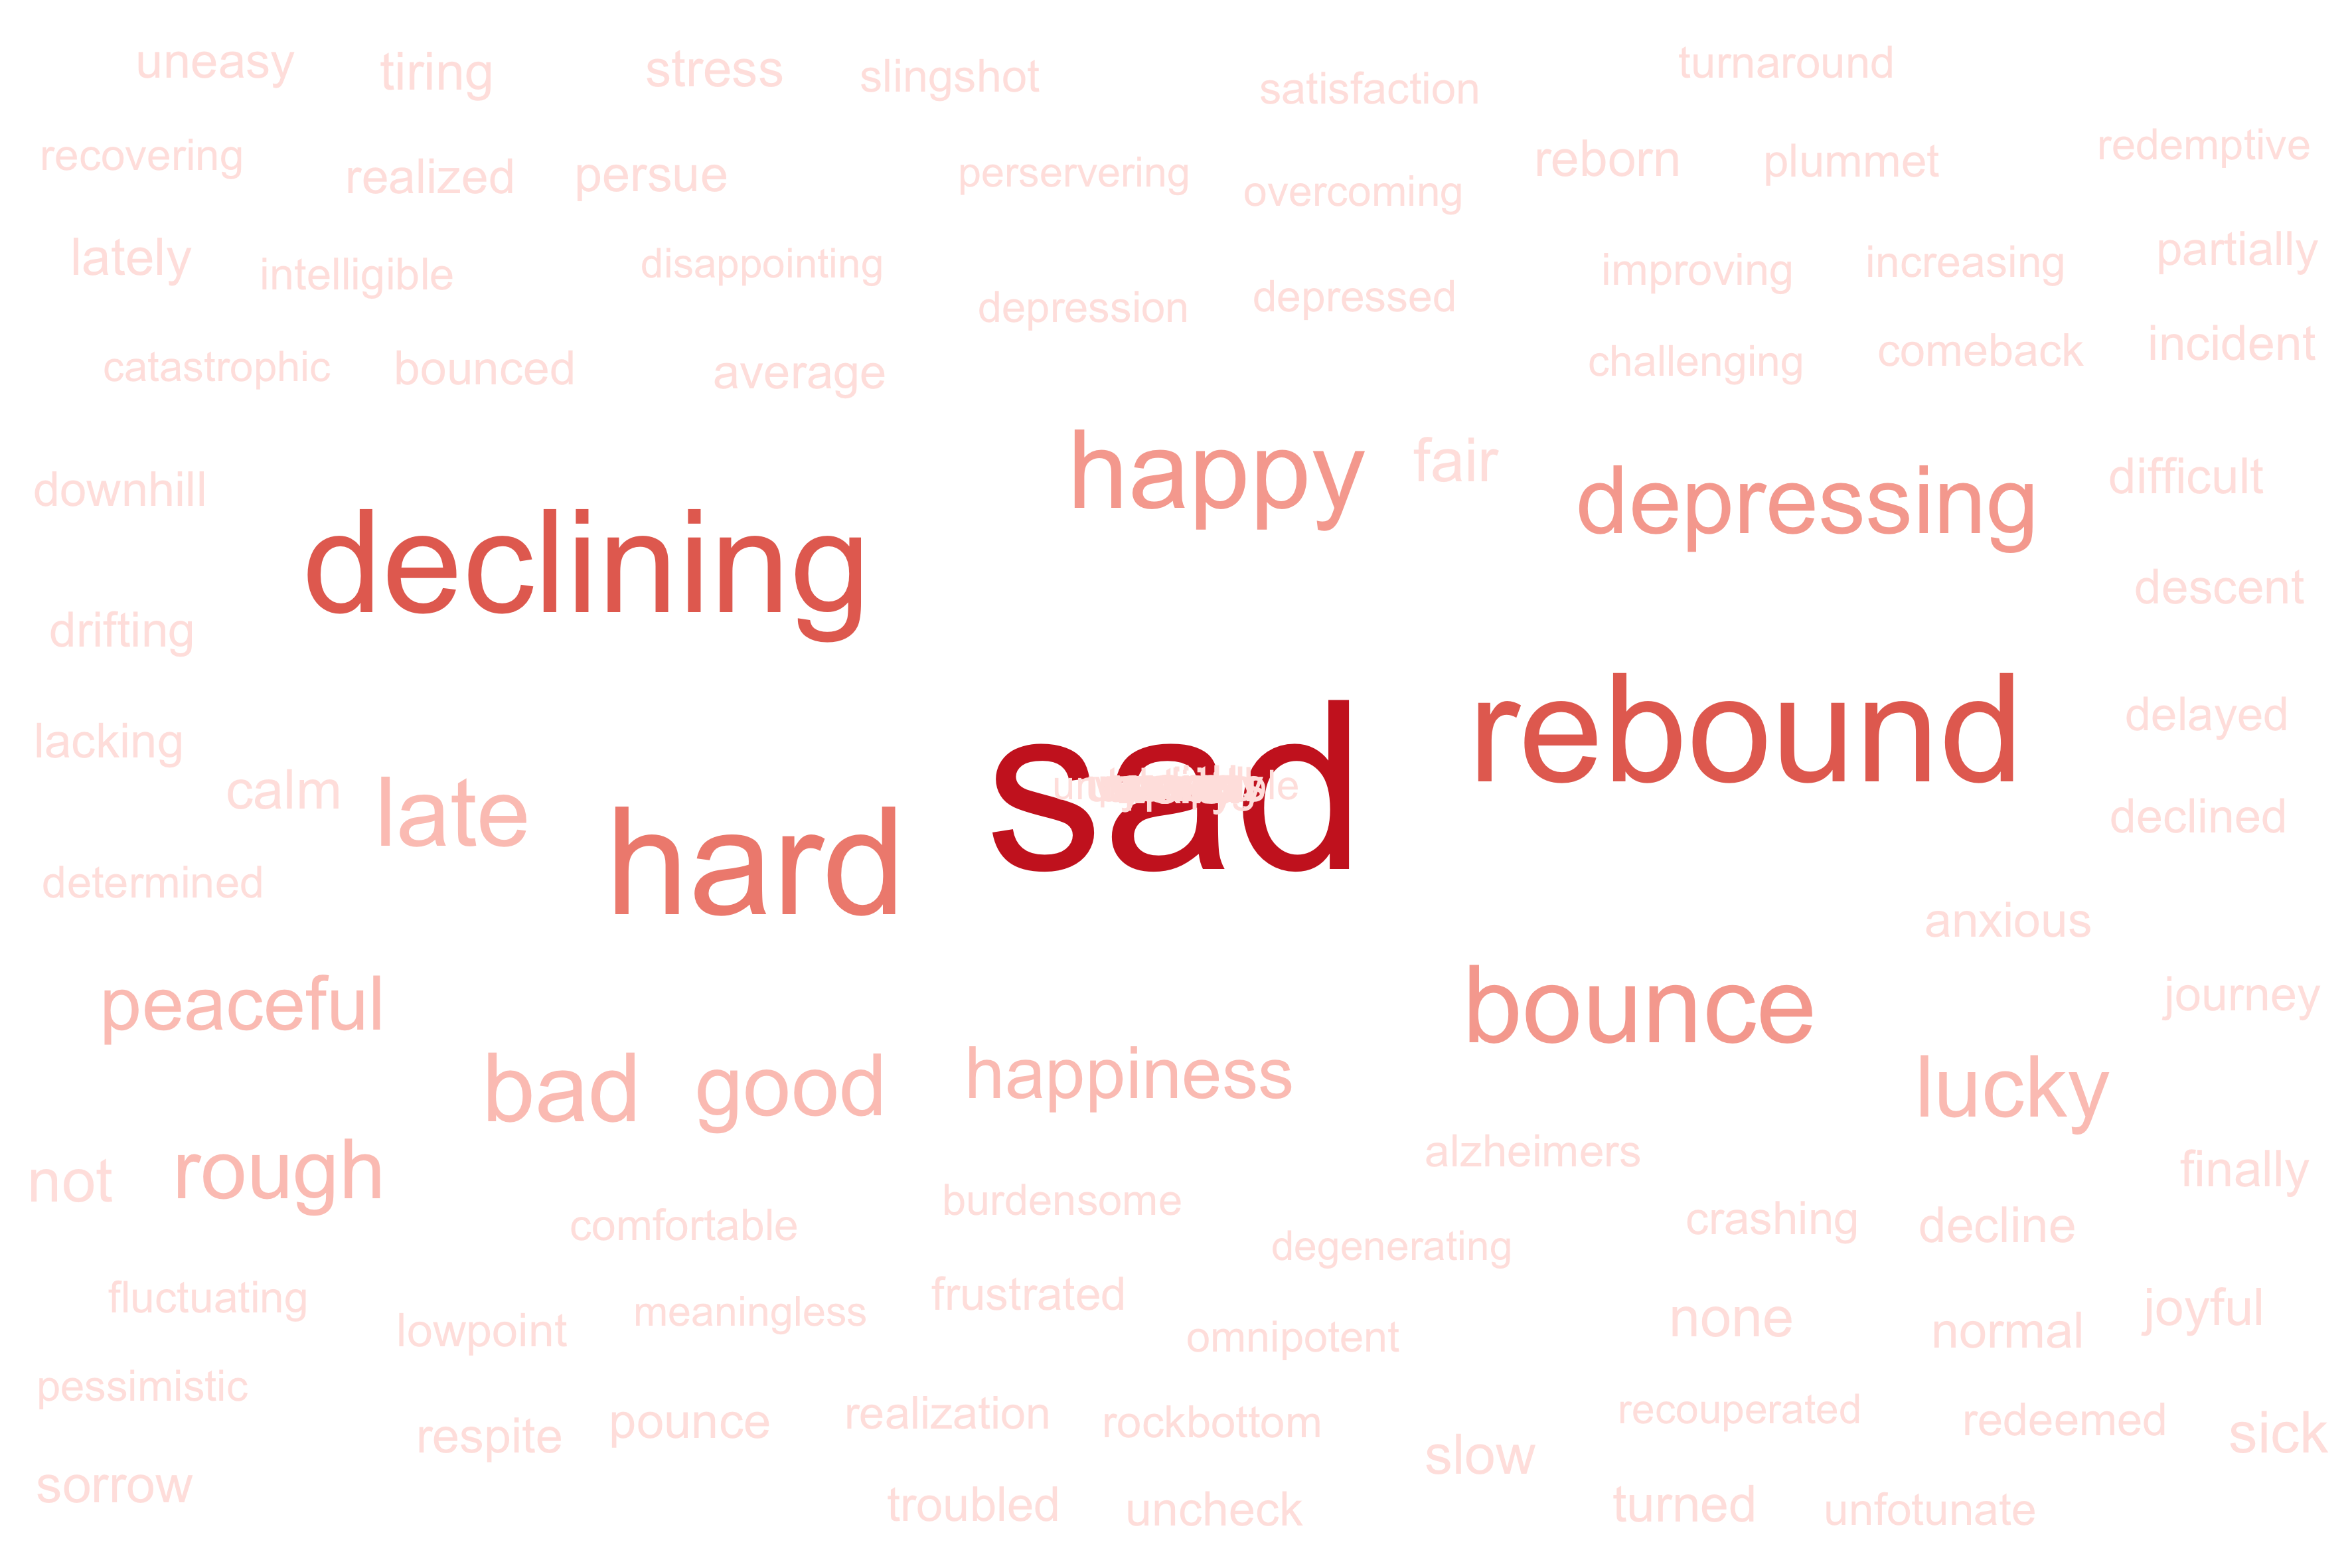 uneasy tiring stress slingshot satisfaction turnaround
recovering realized persue perservering overcoming reborn plummet redemptive
lately intelligible disappointing depression depressed improving increasing partially
catastrophic bounced average challenging comeback incident
downhill declining happy fair depressing difficult
drifting descent
lacking calm late hard sad rebound delayed
declined
determined anxious
peaceful bounce journey
bad good happiness lucky
not rough alzheimers finally
comfortable burdensome degenerating crashing decline
fluctuating lowpoint meaningless frustrated omnipotent none normal joyful
pessimistic respite pounce realization rockbottom slow recouperated redeemed sick
sorrow troubled uncheck turned unfotunate